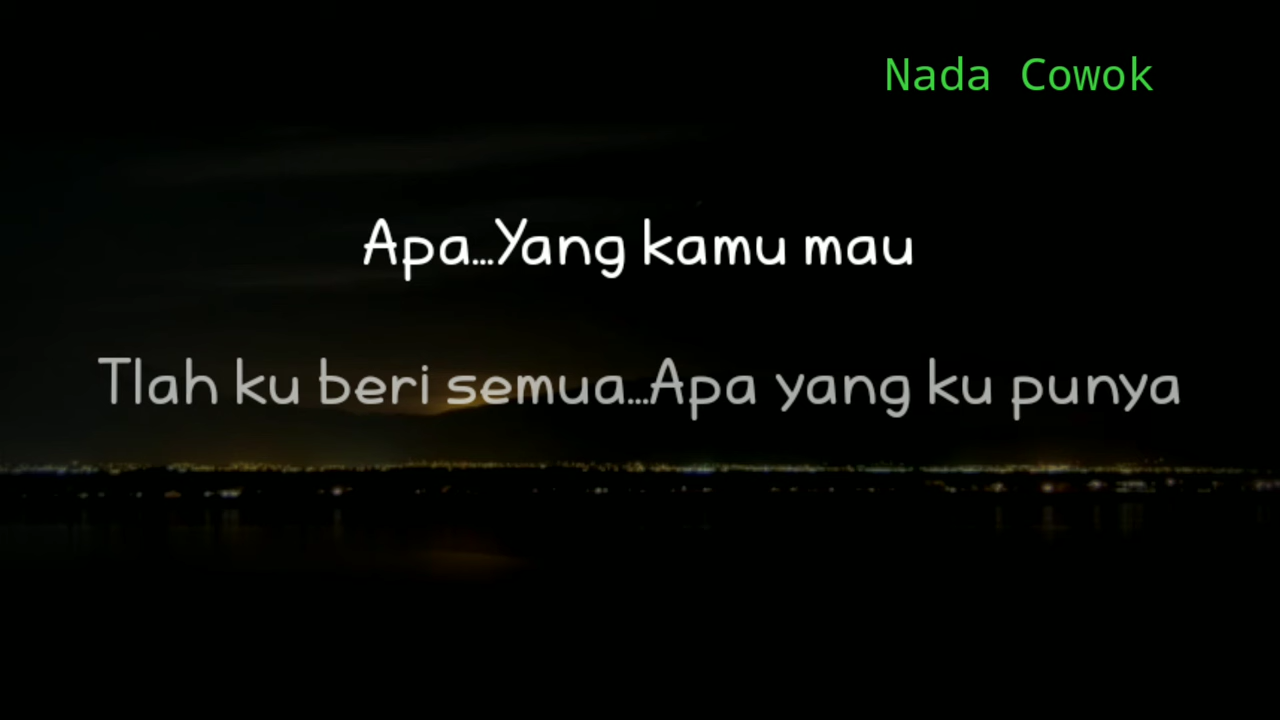 Nada Cowok
Apa...Yang kamu mau
Tlah ku beri semua...Apa yang ku punya